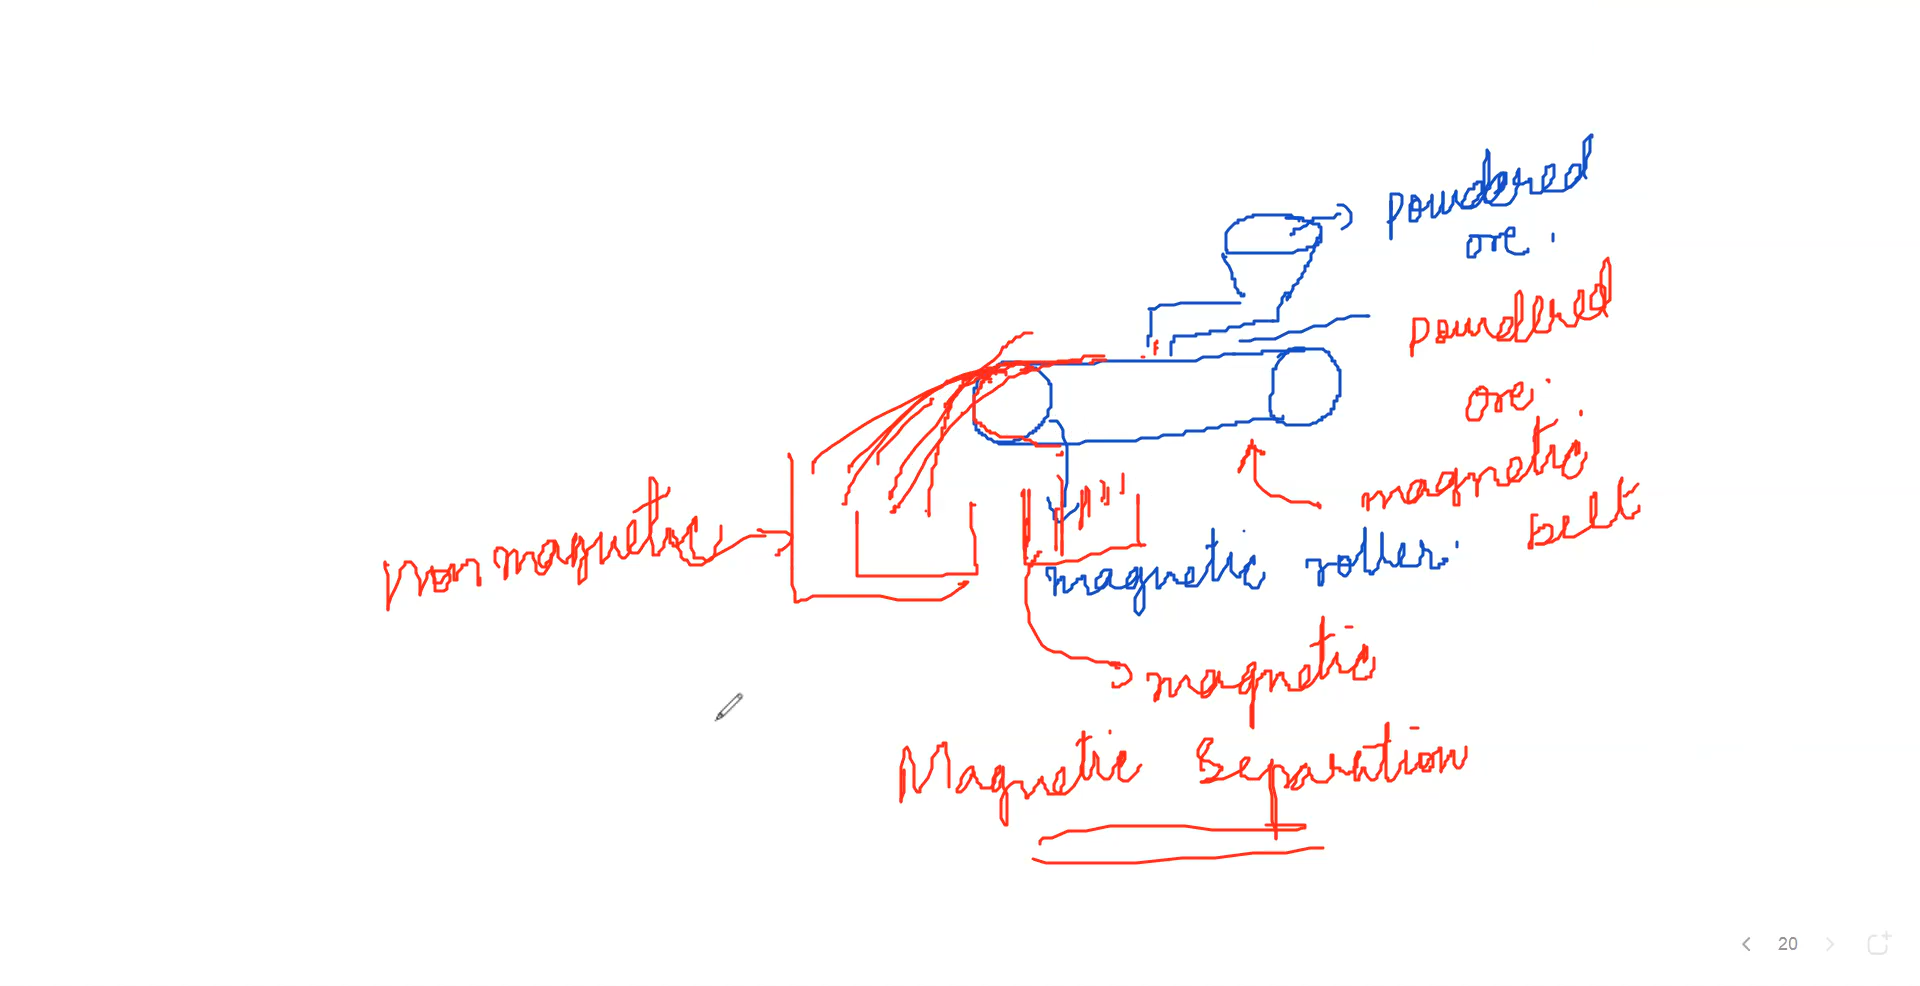 powdered
ore.
powdered
ore.
magnetic
belt
Non magnetic
magnetic roller.
magnetic
Magnetic Separation
20